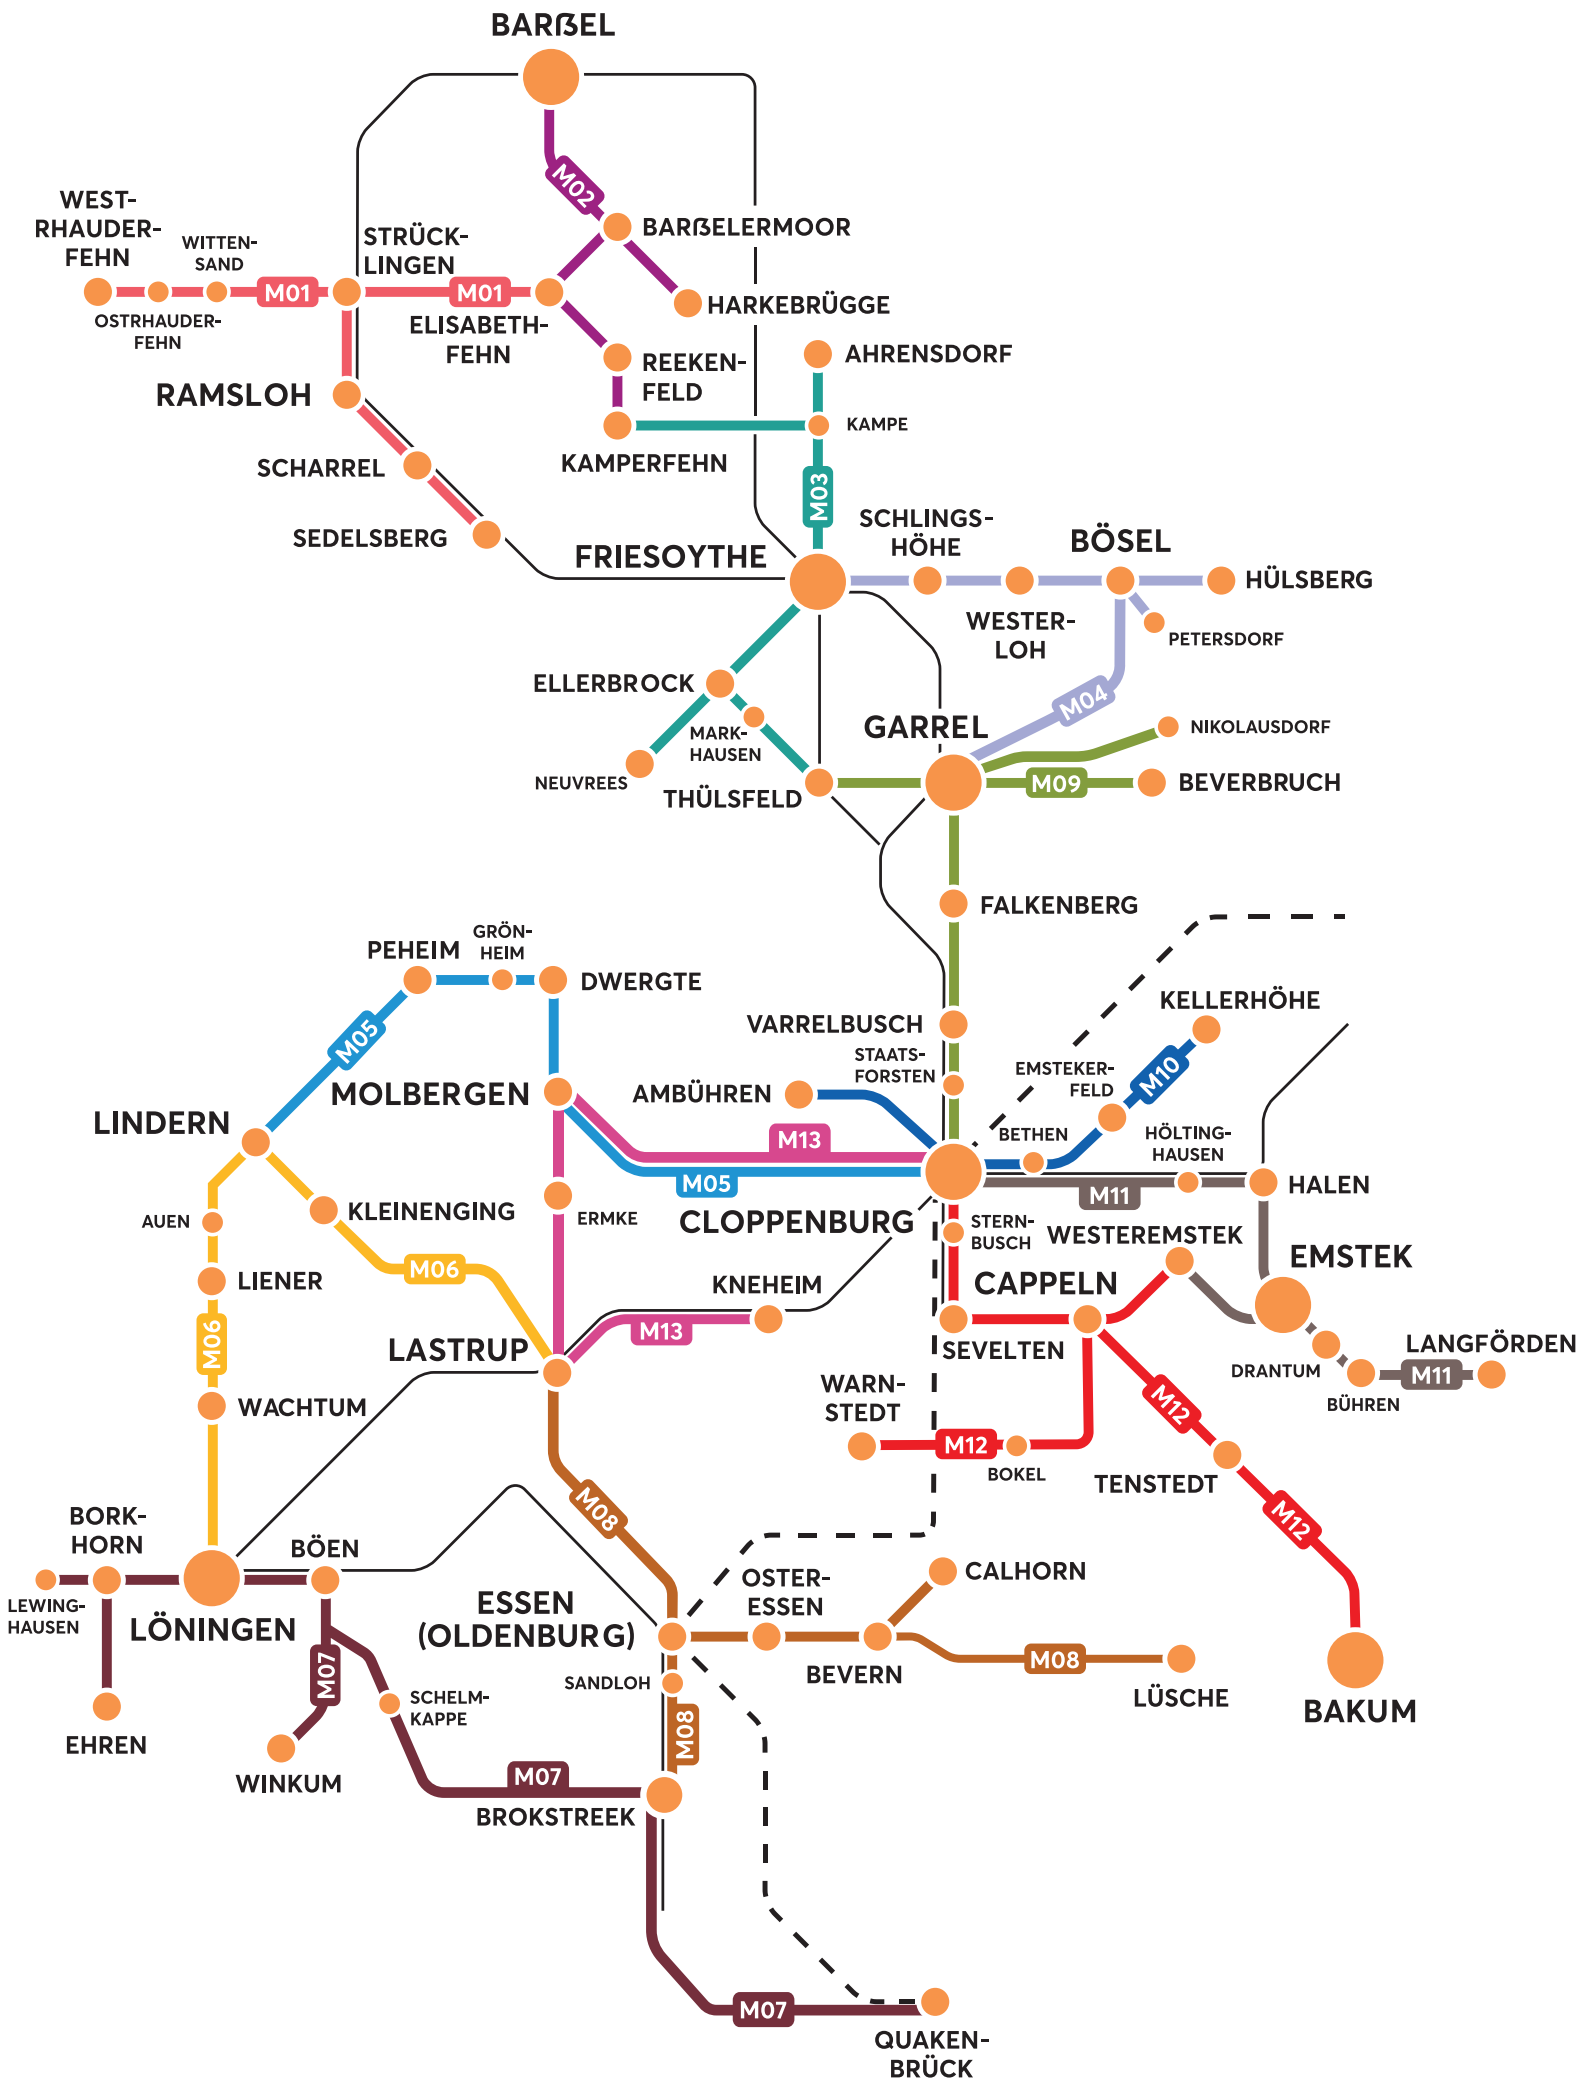 BARẞEL
M02
WEST-
RHAUDER-
FEHN
WITTEN-
SAND
STRÜCK-
LINGEN
BARẞELERMOOR
M01
M01
HARKEBRÜGGE
OSTRHAUDER-
FEHN
ELISABETH-
FEHN
REEKEN-
FELD
AHRENSDORF
RAMSLOH
KAMPE
KAMPERFEHN
SCHARREL
M03
SEDELSBERG
FRIESOYTHE
SCHLINGS-
HÖHE
BÖSEL
HÜLSBERG
WESTER-
LOH
PETERSDORF
ELLERBROCK
M04
MARK-
HAUSEN
GARREL
NIKOLAUSDORF
NEUVREES
THÜLSFELD
M09
BEVERBRUCH
FALKENBERG
PEHEIM
GRÖN-
HEIM
DWERGTE
KELLERHÖHE
M05
VARRELBUSCH
STAATS-
FORSTEN
EMSTEKER-
FELD
M10
MOLBERGEN
AMBÜHREN
LINDERN
M13
BETHEN
HÖLTING-
HAUSEN
M05
M11
HALEN
AUEN
KLEINENGING
ERMKE
CLOPPENBURG
STERN-
BUSCH
WESTEREMSTEK
EMSTEK
M06
LIENER
KNEHEIM
CAPPELN
M06
M13
LASTRUP
SEVELTEN
DRANTUM
LANGFÖRDEN
M11
BÜHREN
WACHTUM
WARN-
STEDT
M12
M12
BOKEL
TENSTEDT
M08
M12
BORK-
HORN
BÖEN
LEWING-
HAUSEN
LÖNINGEN
ESSEN
(OLDENBURG)
OSTER-
ESSEN
CALHORN
M07
SANDLOH
BEVERN
M08
LÜSCHE
BAKUM
SCHELM-
KAPPE
M08
EHREN
WINKUM
M07
BROKSTREEK
M07
QUAKEN-
BRÜCK